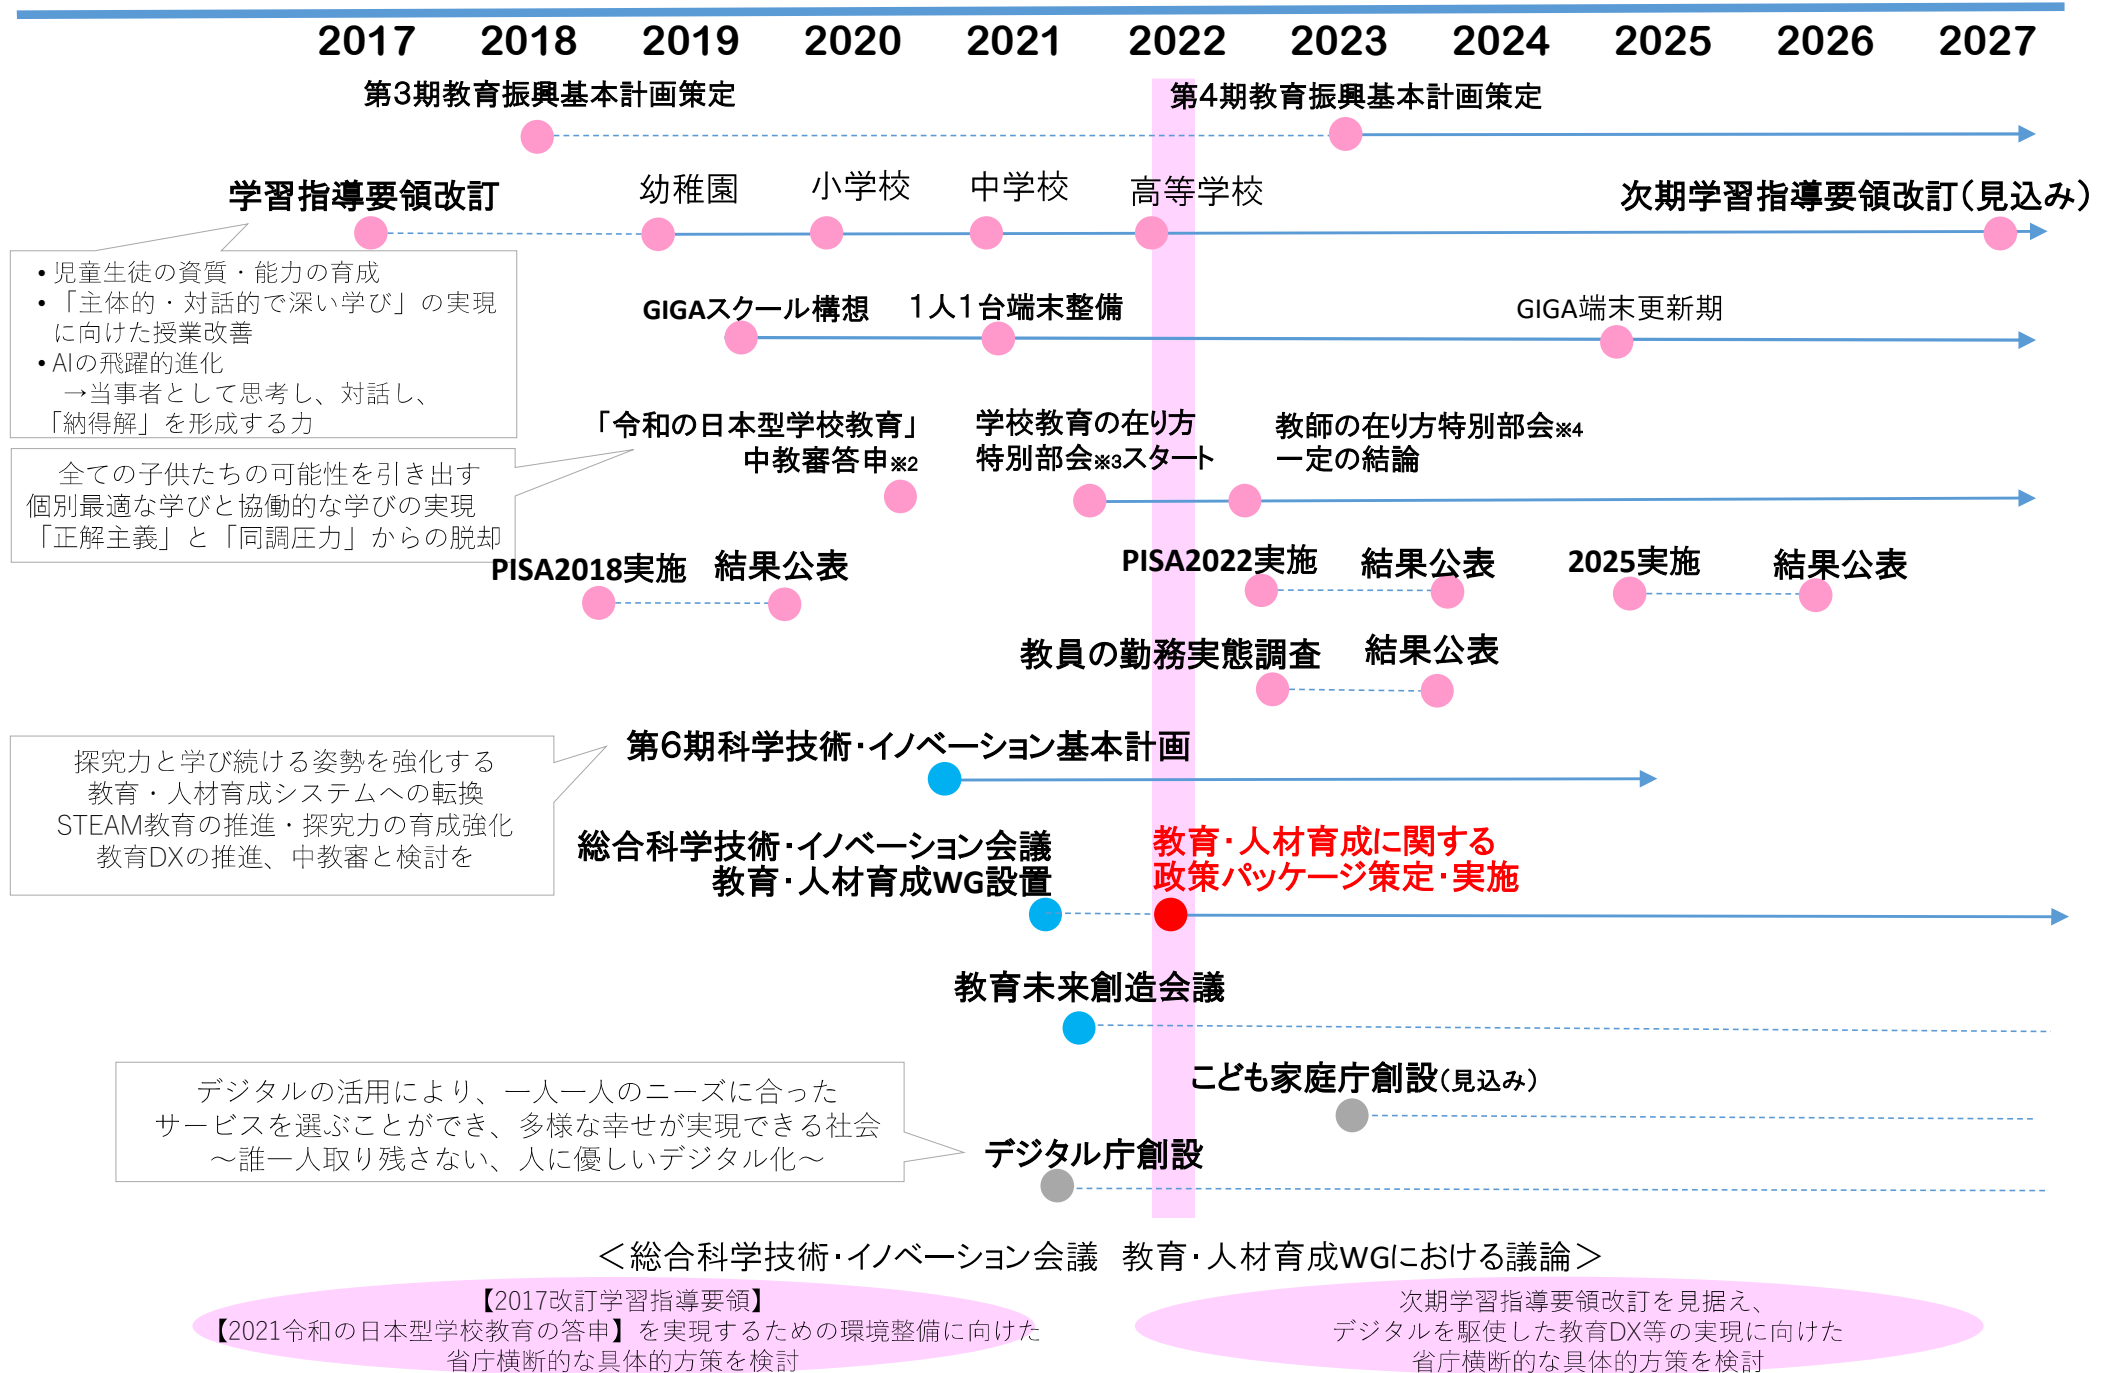 2017 2018 2019 2020 2021 2022 2023 2024 2025 2026 2027
第3期教育振興基本計画策定
第4期教育振興基本計画策定
学習指導要領改訂
幼稚園
小学校
中学校
高等学校
次期学習指導要領改訂(見込み)
• 児童生徒の資質・能力の育成
• 「主体的・対話的で深い学び」の実現
に向けた授業改善
• AIの飛躍的進化
→当事者として思考し、対話し、
「納得解」を形成する力
GIGAスクール構想
1人1台端末整備
GIGA端末更新期
「令和の日本型学校教育」
中教審答申※2
学校教育の在り方
特別部会※3スタート
教師の在り方特別部会※4
一定の結論
全ての子供たちの可能性を引き出す
個別最適な学びと協働的な学びの実現
「正解主義」と「同調圧力」からの脱却
PISA2018実施
結果公表
PISA2022実施
結果公表
2025実施
結果公表
教員の勤務実態調査
結果公表
第6期科学技術・イノベーション基本計画
探究力と学び続ける姿勢を強化する
教育・人材育成システムへの転換
STEAM教育の推進・探究力の育成強化
教育DXの推進、中教審と検討を
総合科学技術・イノベーション会議
教育・人材育成WG設置
教育・人材育成に関する
政策パッケージ策定・実施
教育未来創造会議
こども家庭庁創設(見込み)
デジタルの活用により、一人一人のニーズに合った
サービスを選ぶことができ、多様な幸せが実現できる社会
～誰一人取り残さない、人に優しいデジタル化～
デジタル庁創設
＜総合科学技術・イノベーション会議 教育・人材育成WGにおける議論＞
【2017改訂学習指導要領】
【2021令和の日本型学校教育の答申】を実現するための環境整備に向けた
省庁横断的な具体的方策を検討
次期学習指導要領改訂を見据え、
デジタルを駆使した教育DX等の実現に向けた
省庁横断的な具体的方策を検討